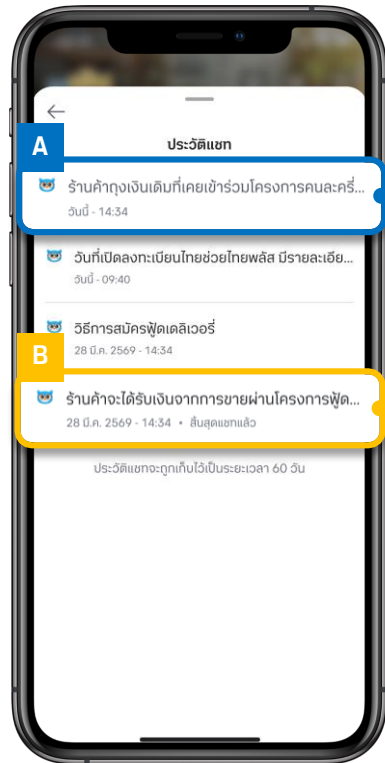 ประวัติแชท
A
ร้านค้าถุงเงินเดิมที่เคยเข้าร่วมโครงการคนละครึ่...
วันนี้ - 14:34
วันที่เปิดลงทะเบียนไทยช่วยไทยพลัส มีรายละเอีย...
วันนี้ - 09:40
วิธีการสมัครฟู้ดเดลิเวอรี่
28 มี.ค. 2569 - 14:34
B
ร้านค้าจะได้รับเงินจากการขายผ่านโครงการฟู้ด...
28 มี.ค. 2569 - 14:34 • สิ้นสุดแชทแล้ว
ประวัติแชทจะถูกเก็บไว้เป็นระยะเวลา 60 วัน